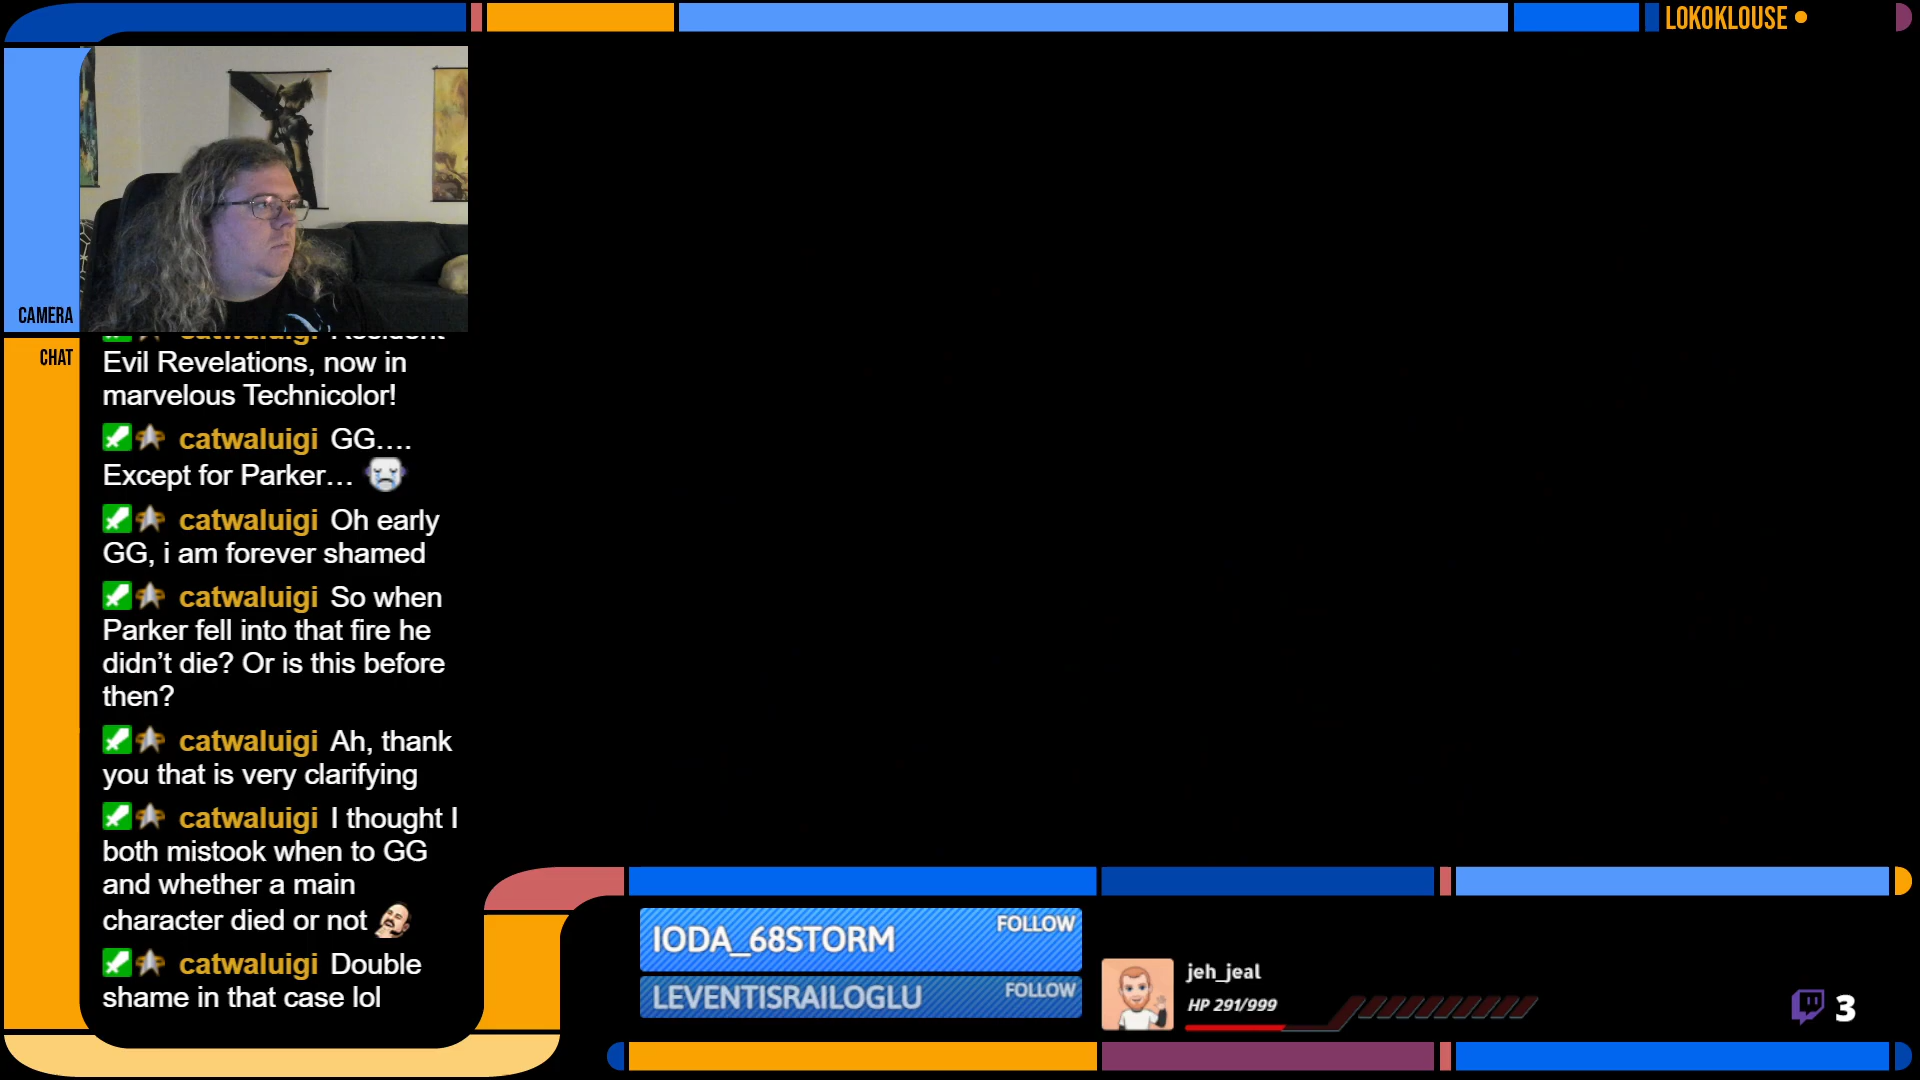 LOKOKLOUSE
CAMERA
CHAT
catwaluigi Resident
Evil Revelations, now in
marvelous Technicolor!
catwaluigi GG....
Except for Parker...
catwaluigi Oh early
GG, i am forever shamed
catwaluigi So when
Parker fell into that fire he
didn't die? Or is this before
then?
catwaluigi Ah, thank
you that is very clarifying
catwaluigi I thought I
both mistook when to GG
and whether a main
character died or not
catwaluigi Double
shame in that case lol
IODA_68STORM FOLLOW
LEVENTISRAILOGLU FOLLOW
jeh_jeal
HP 291/999
3